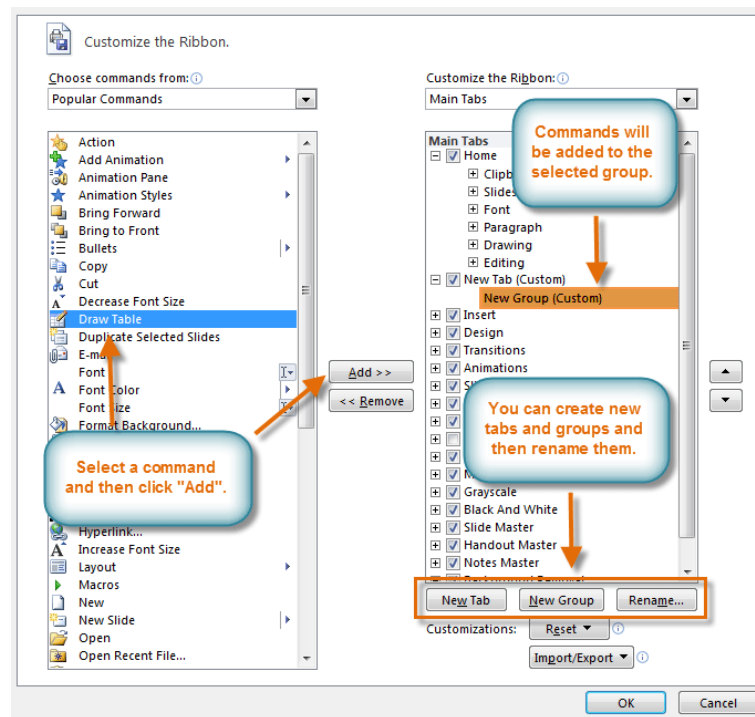 Customize the Ribbon.
Choose commands from:
Popular Commands
Action
Add Animation
Animation Pane
Animation Styles
Bring Forward
Bring to Front
Bullets
Copy
Cut
Decrease Font Size
Draw Table
Duplicate Selected Slides
Font
Font Color
Font Size
Format Background...
Select a command
and then click "Add".
Hyperlink...
Increase Font Size
Layout
Macros
New
New Slide
Open
Open Recent File...
Add >>
<< Remove
Customize the Ribbon:
Main Tabs
Commands will
be added to the
selected group.
Main Tabs
Home
Font
Paragraph
Drawing
Editing
New Tab (Custom)
New Group (Custom)
Insert
Design
Transitions
Animations
You can create new
tabs and groups and
then rename them.
Grayscale
Black And White
Slide Master
Handout Master
Notes Master
New Tab
New Group
Rename...
Customizations:
Reset
Import/Export
OK
Cancel